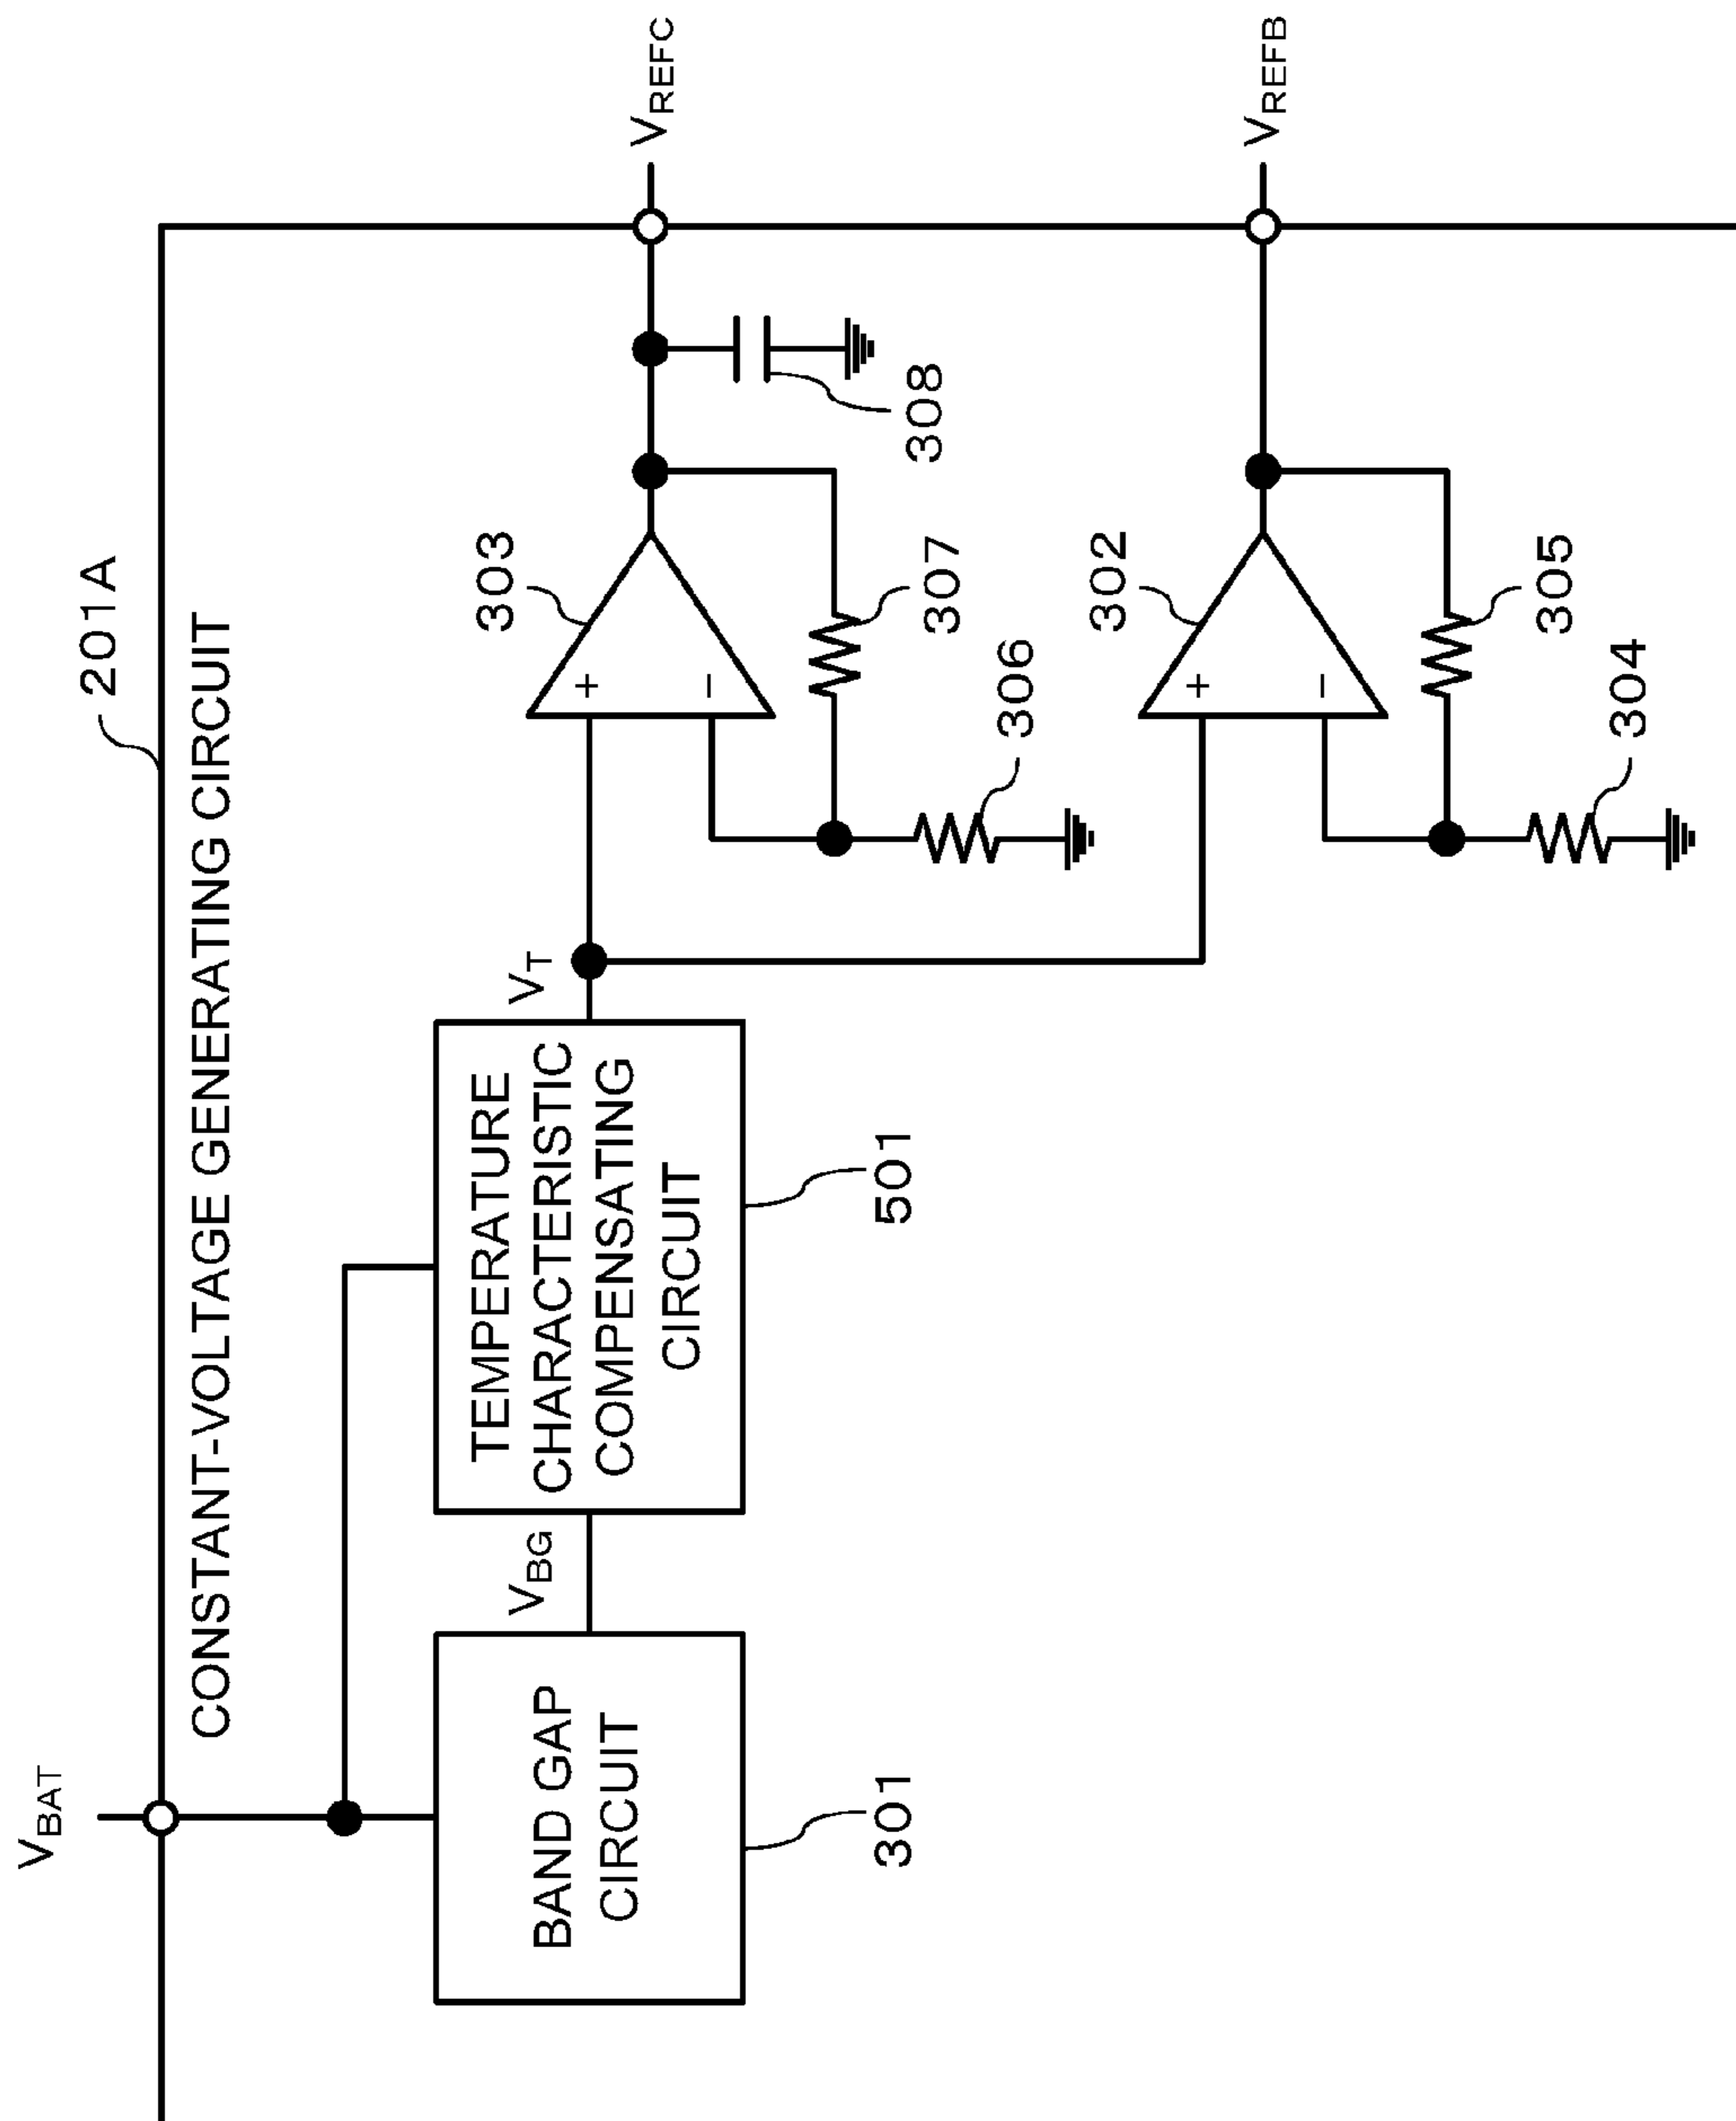 201A
V_BAT
CONSTANT-VOLTAGE GENERATING CIRCUIT
BAND GAP
CIRCUIT
301
V_BG
TEMPERATURE
CHARACTERISTIC
COMPENSATING
CIRCUIT
501
V_T
303
+
−
307
306
308
V_REFC
302
+
−
305
304
V_REFB